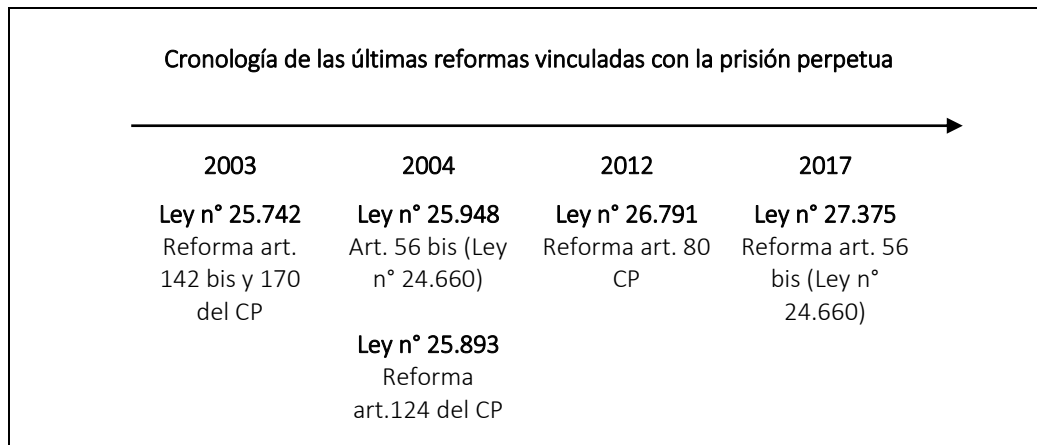 Cronología de las últimas reformas vinculadas con la prisión perpetua
2003
Ley n° 25.742
Reforma art.
142 bis y 170
del CP
2004
Ley n° 25.948
Art. 56 bis (Ley
n° 24.660)
Ley n° 25.893
Reforma
art.124 del CP
2012
Ley n° 26.791
Reforma art. 80
CP
2017
Ley n° 27.375
Reforma art. 56
bis (Ley n°
24.660)